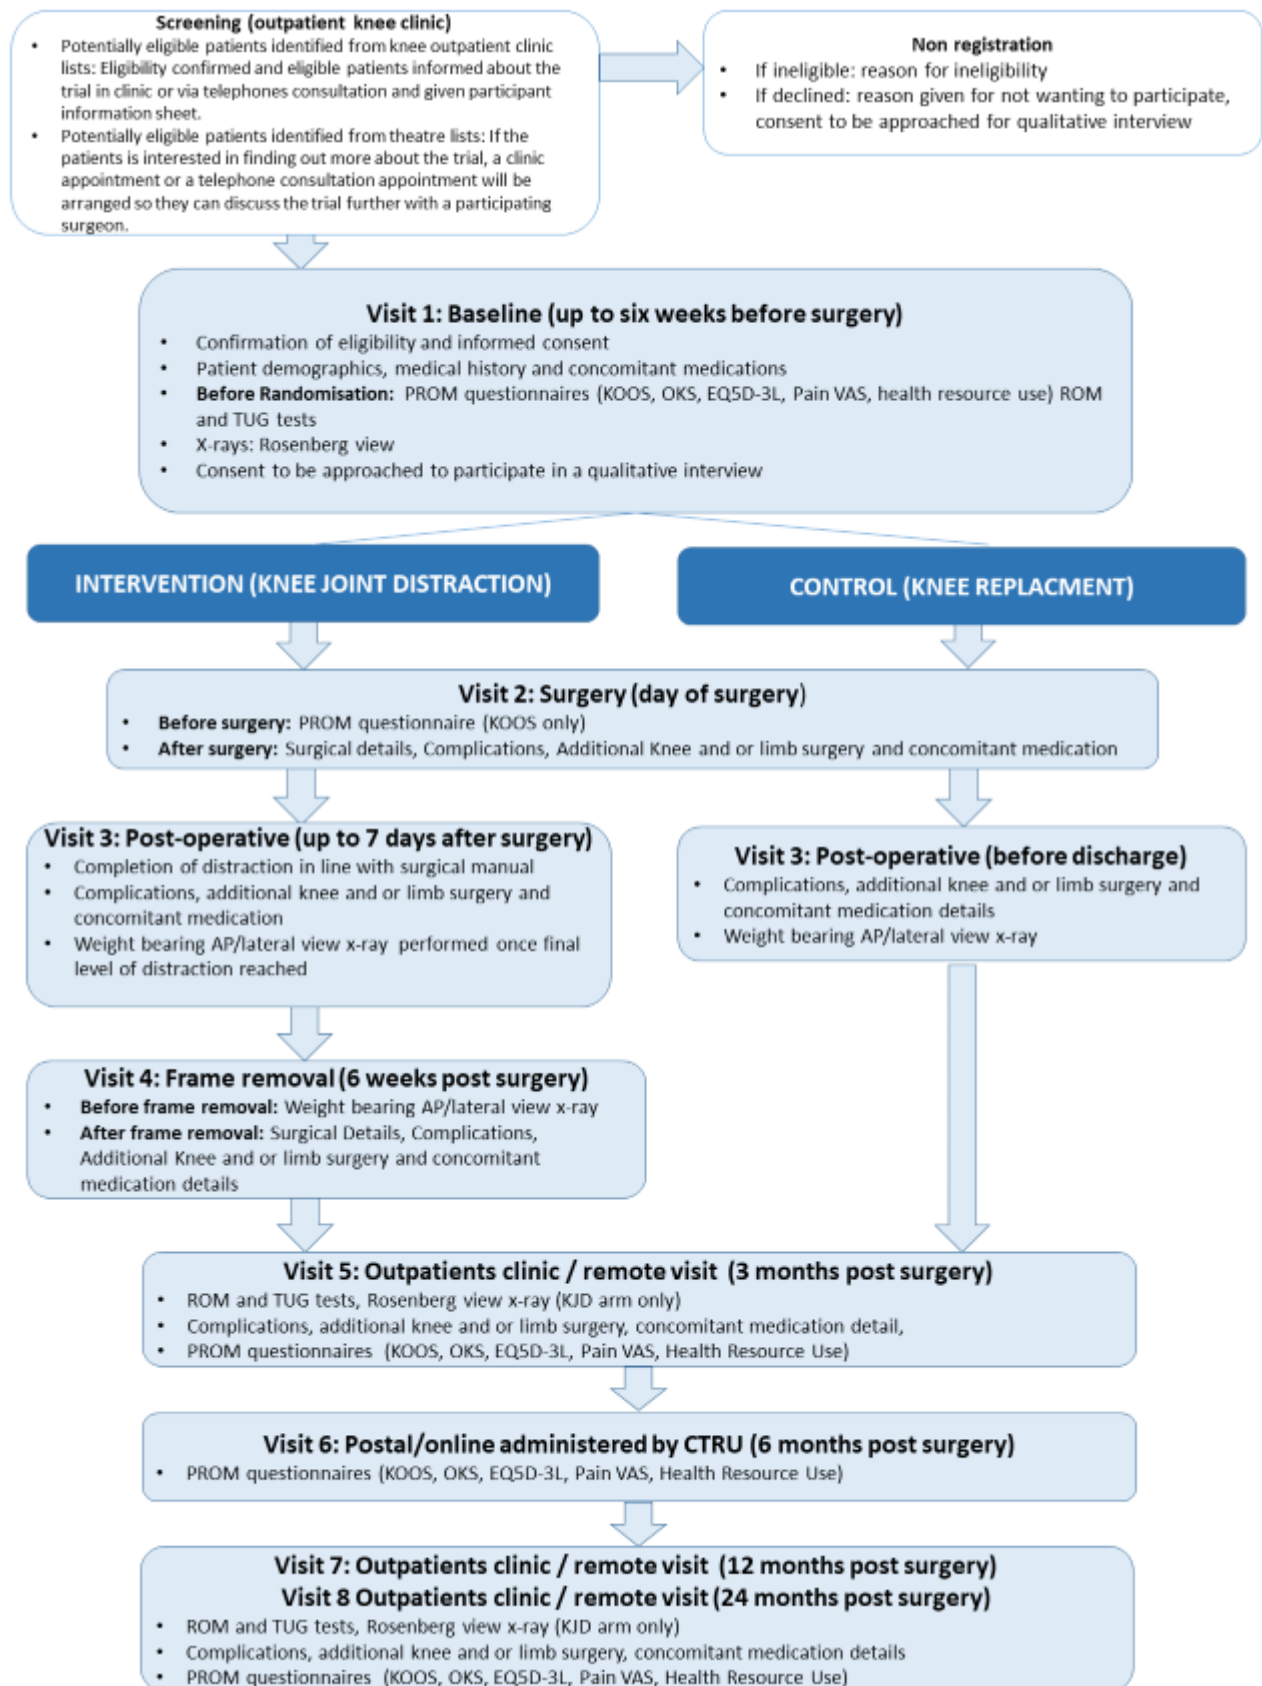 Screening (outpatient knee clinic)
• Potentially eligible patients identified from knee outpatient clinic
lists: Eligibility confirmed and eligible patients informed about the
trial in clinic or via telephones consultation and given participant
information sheet.
• Potentially eligible patients identified from theatre lists: If the
patients is interested in finding out more about the trial, a clinic
appointment or a telephone consultation appointment will be
arranged so they can discuss the trial further with a participating
surgeon.
Non registration
• If ineligible: reason for ineligibility
• If declined: reason given for not wanting to participate,
consent to be approached for qualitative interview
Visit 1: Baseline (up to six weeks before surgery)
• Confirmation of eligibility and informed consent
• Patient demographics, medical history and concomitant medications
• Before Randomisation: PROM questionnaires (KOOS, OKS, EQ5D-3L, Pain VAS, health resource use) ROM
and TUG tests
• X-rays: Rosenberg view
• Consent to be approached to participate in a qualitative interview
INTERVENTION (KNEE JOINT DISTRACTION)
CONTROL (KNEE REPLACMENT)
Visit 2: Surgery (day of surgery)
• Before surgery: PROM questionnaire (KOOS only)
• After surgery: Surgical details, Complications, Additional Knee and or limb surgery and concomitant medication
Visit 3: Post-operative (up to 7 days after surgery)
• Completion of distraction in line with surgical manual
• Complications, additional knee and or limb surgery and
concomitant medication
• Weight bearing AP/lateral view x-ray performed once final
level of distraction reached
Visit 3: Post-operative (before discharge)
• Complications, additional knee and or limb surgery and
concomitant medication details
• Weight bearing AP/lateral view x-ray
Visit 4: Frame removal (6 weeks post surgery)
• Before frame removal: Weight bearing AP/lateral view x-ray
• After frame removal: Surgical Details, Complications,
Additional Knee and or limb surgery and concomitant
medication details
Visit 5: Outpatients clinic / remote visit (3 months post surgery)
• ROM and TUG tests, Rosenberg view x-ray (KJD arm only)
• Complications, additional knee and or limb surgery, concomitant medication detail,
• PROM questionnaires (KOOS, OKS, EQ5D-3L, Pain VAS, Health Resource Use)
Visit 6: Postal/online administered by CTRU (6 months post surgery)
• PROM questionnaires (KOOS, OKS, EQ5D-3L, Pain VAS, Health Resource Use)
Visit 7: Outpatients clinic / remote visit (12 months post surgery)
Visit 8 Outpatients clinic / remote visit (24 months post surgery)
• ROM and TUG tests, Rosenberg view x-ray (KJD arm only)
• Complications, additional knee and or limb surgery, concomitant medication details
• PROM questionnaires (KOOS, OKS, EQ5D-3L, Pain VAS, Health Resource Use)